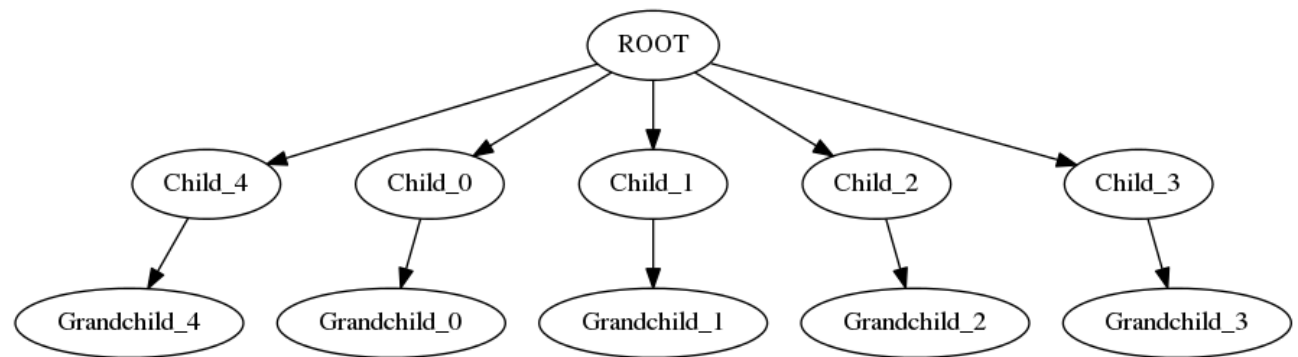 ROOT
Child_4
Child_0
Child_1
Child_2
Child_3
Grandchild_4
Grandchild_0
Grandchild_1
Grandchild_2
Grandchild_3